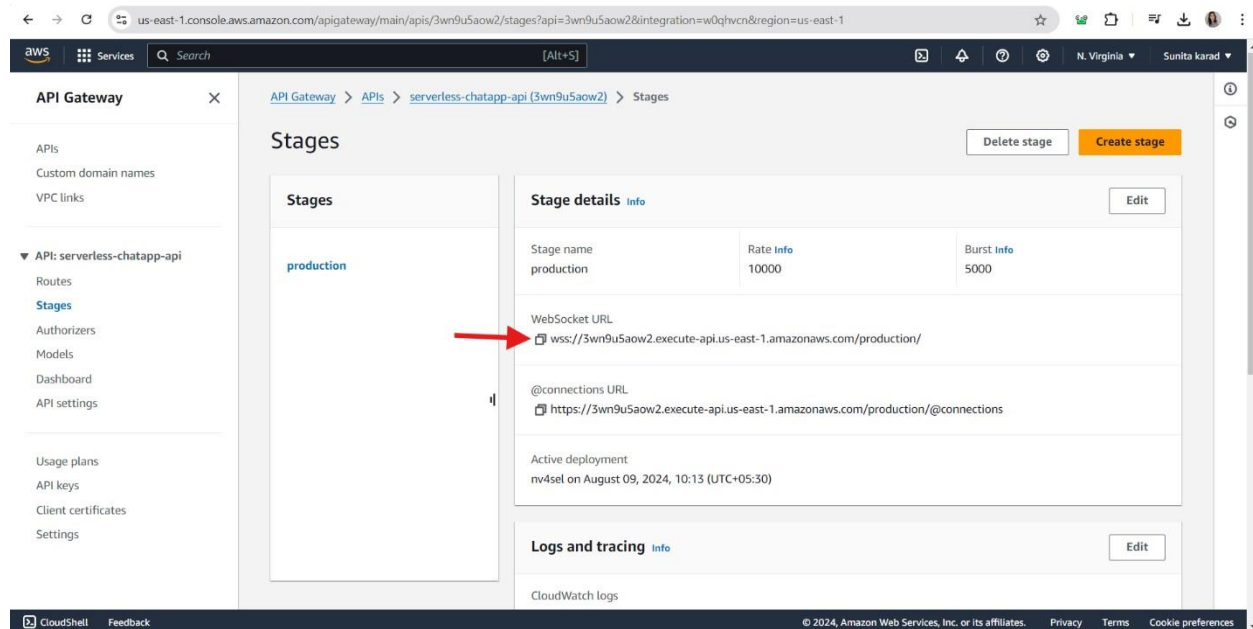 us-east-1.console.aws.amazon.com/apigateway/main/apis/3wn9u5aow2/stages?api=3wn9u5aow2&integration=w0qhvcn&region=us-east-1
aws Services Search [Alt+S] N. Virginia Sunita karad
API Gateway
APIs
Custom domain names
VPC links
API: serverless-chatapp-api
Routes
Stages
Authorizers
Models
Dashboard
API settings
Usage plans
API keys
Client certificates
Settings
API Gateway > APIs > serverless-chatapp-api (3wn9u5aow2) > Stages
Stages
Delete stage
Create stage
Stages
production
Stage details Info
Edit
Stage name
production
Rate Info
10000
Burst Info
5000
WebSocket URL
wss://3wn9u5aow2.execute-api.us-east-1.amazonaws.com/production/
@connections URL
https://3wn9u5aow2.execute-api.us-east-1.amazonaws.com/production/@connections
Active deployment
nv4sel on August 09, 2024, 10:13 (UTC+05:30)
Logs and tracing Info
Edit
CloudWatch logs
CloudShell Feedback © 2024, Amazon Web Services, Inc. or its affiliates. Privacy Terms Cookie preferences